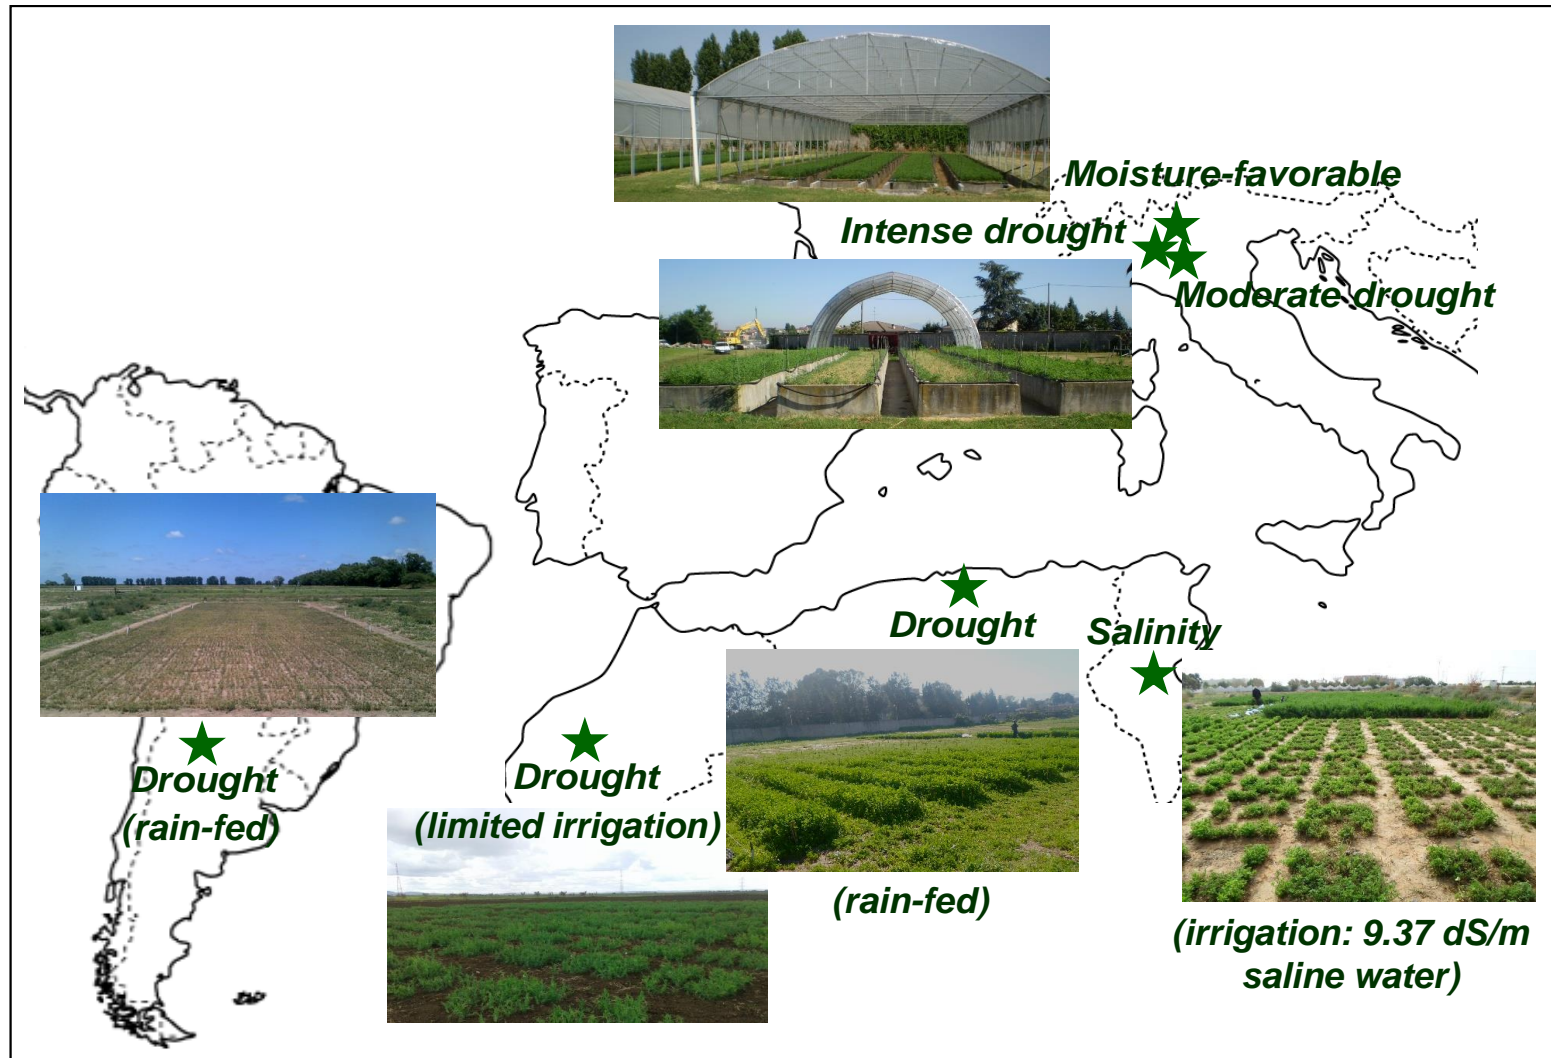 Moisture-favorable
Intense drought
Moderate drought
Drought
(rain-fed)
Salinity
(irrigation: 9.37 dS/m
saline water)
Drought
(limited irrigation)
Drought
(rain-fed)